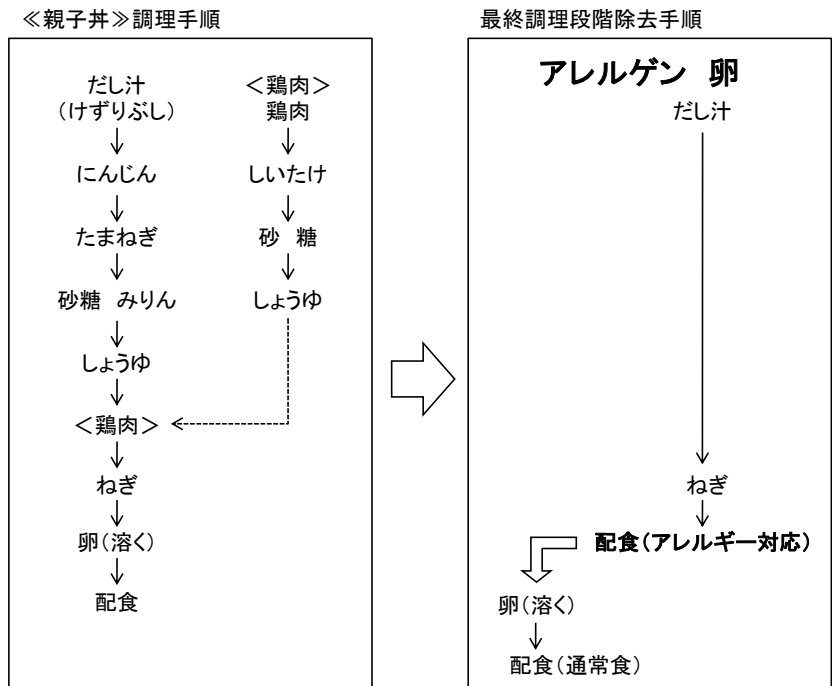 ≪親子丼≫調理手順
だし汁
(けずりぶし)
にんじん
たまねぎ
砂糖 みりん
しょうゆ
<鶏肉>
ねぎ
卵(溶く)
配食
<鶏肉>
鶏肉
しいたけ
砂 糖
しょうゆ
最終調理段階除去手順
アレルゲン 卵
だし汁
ねぎ
配食(アレルギー対応)
卵(溶く)
配食(通常食)